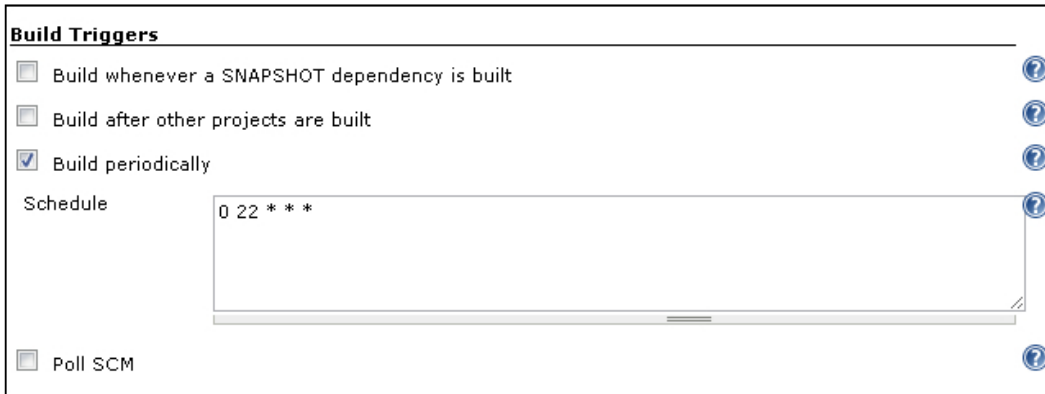 Build Triggers
Build whenever a SNAPSHOT dependency is built
?
Build after other projects are built
?
Build periodically
?
Schedule
0 22 * * *
?
Poll SCM
?